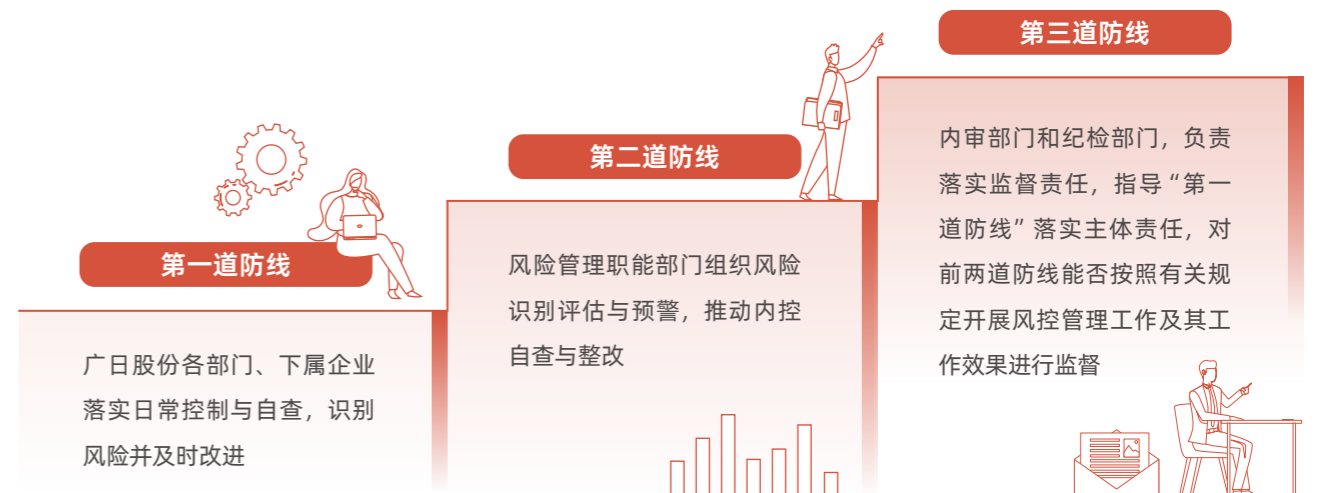 第一道防线
广日股份各部门、下属企业
落实日常控制与自查，识别
风险并及时改进
第二道防线
风险管理职能部门组织风险
识别评估与预警，推动内控
自查与整改
第三道防线
内审部门和纪检部门，负责
落实监督责任，指导“第一
道防线”落实主体责任，对
前两道防线能否按照有关规
定开展风控管理工作及其工
作效果进行监督